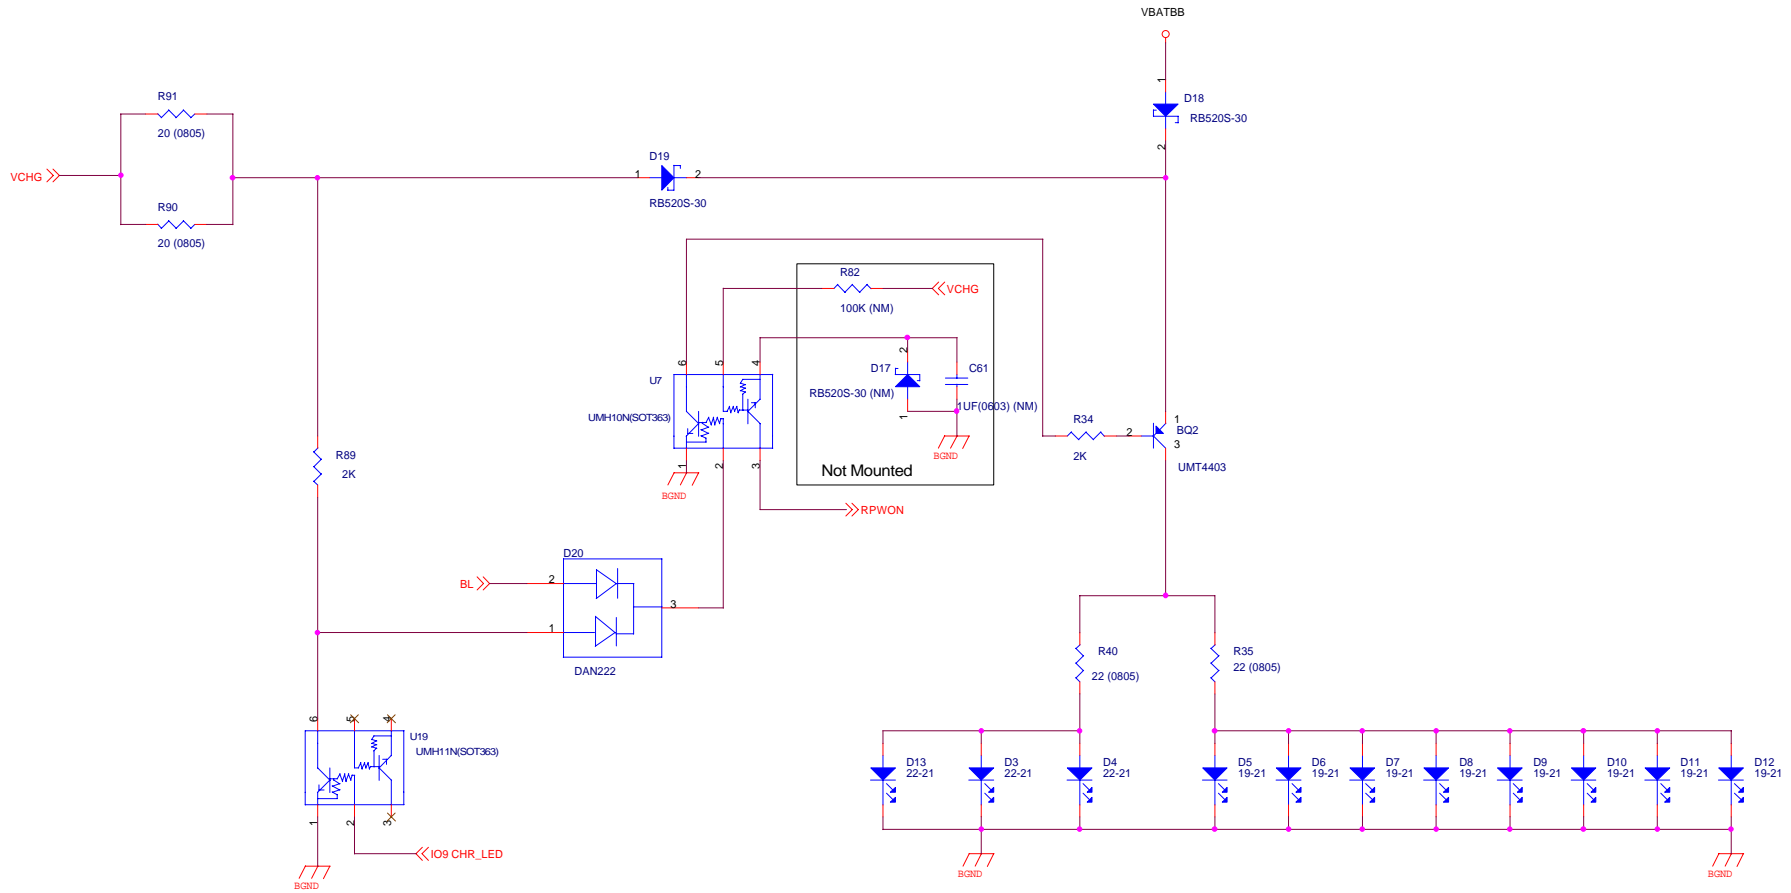 VBATBB
1
D18
RB520S-30
2
R91
20 (0805)
VCHG
R90
20 (0805)
D19
1
2
RB520S-30
R82
VCHG
100K (NM)
6
5
4
U7
UMH10N(SOT363)
1
2
3
BGND
2
D17
RB520S-30 (NM)
1
C61
1UF(0603) (NM)
BGND
Not Mounted
RPWON
R34
2K
2
1
BQ2
3
UMT4403
R89
2K
D20
BL
2
3
1
DAN222
6
5
4
U19
UMH11N(SOT363)
1
2
3
IO9 CHR_LED
BGND
R40
22 (0805)
R35
22 (0805)
D13
22-21
D3
22-21
D4
22-21
D5
19-21
D6
19-21
D7
19-21
D8
19-21
D9
19-21
D10
19-21
D11
19-21
D12
19-21
BGND
BGND